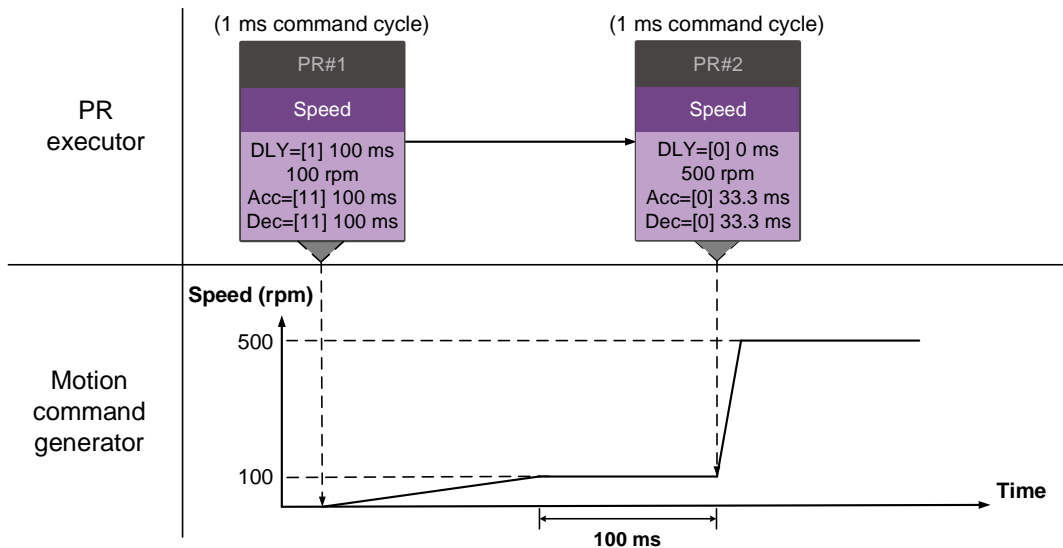 (1 ms command cycle)
(1 ms command cycle)
PR#1
PR#2
PR
executor
Speed
Speed
DLY=[1] 100 ms
100 rpm
Acc=[11] 100 ms
Dec=[11] 100 ms
DLY=[0] 0 ms
500 rpm
Acc=[0] 33.3 ms
Dec=[0] 33.3 ms
Motion
command
generator
Speed (rpm)
500
100
Time
100 ms